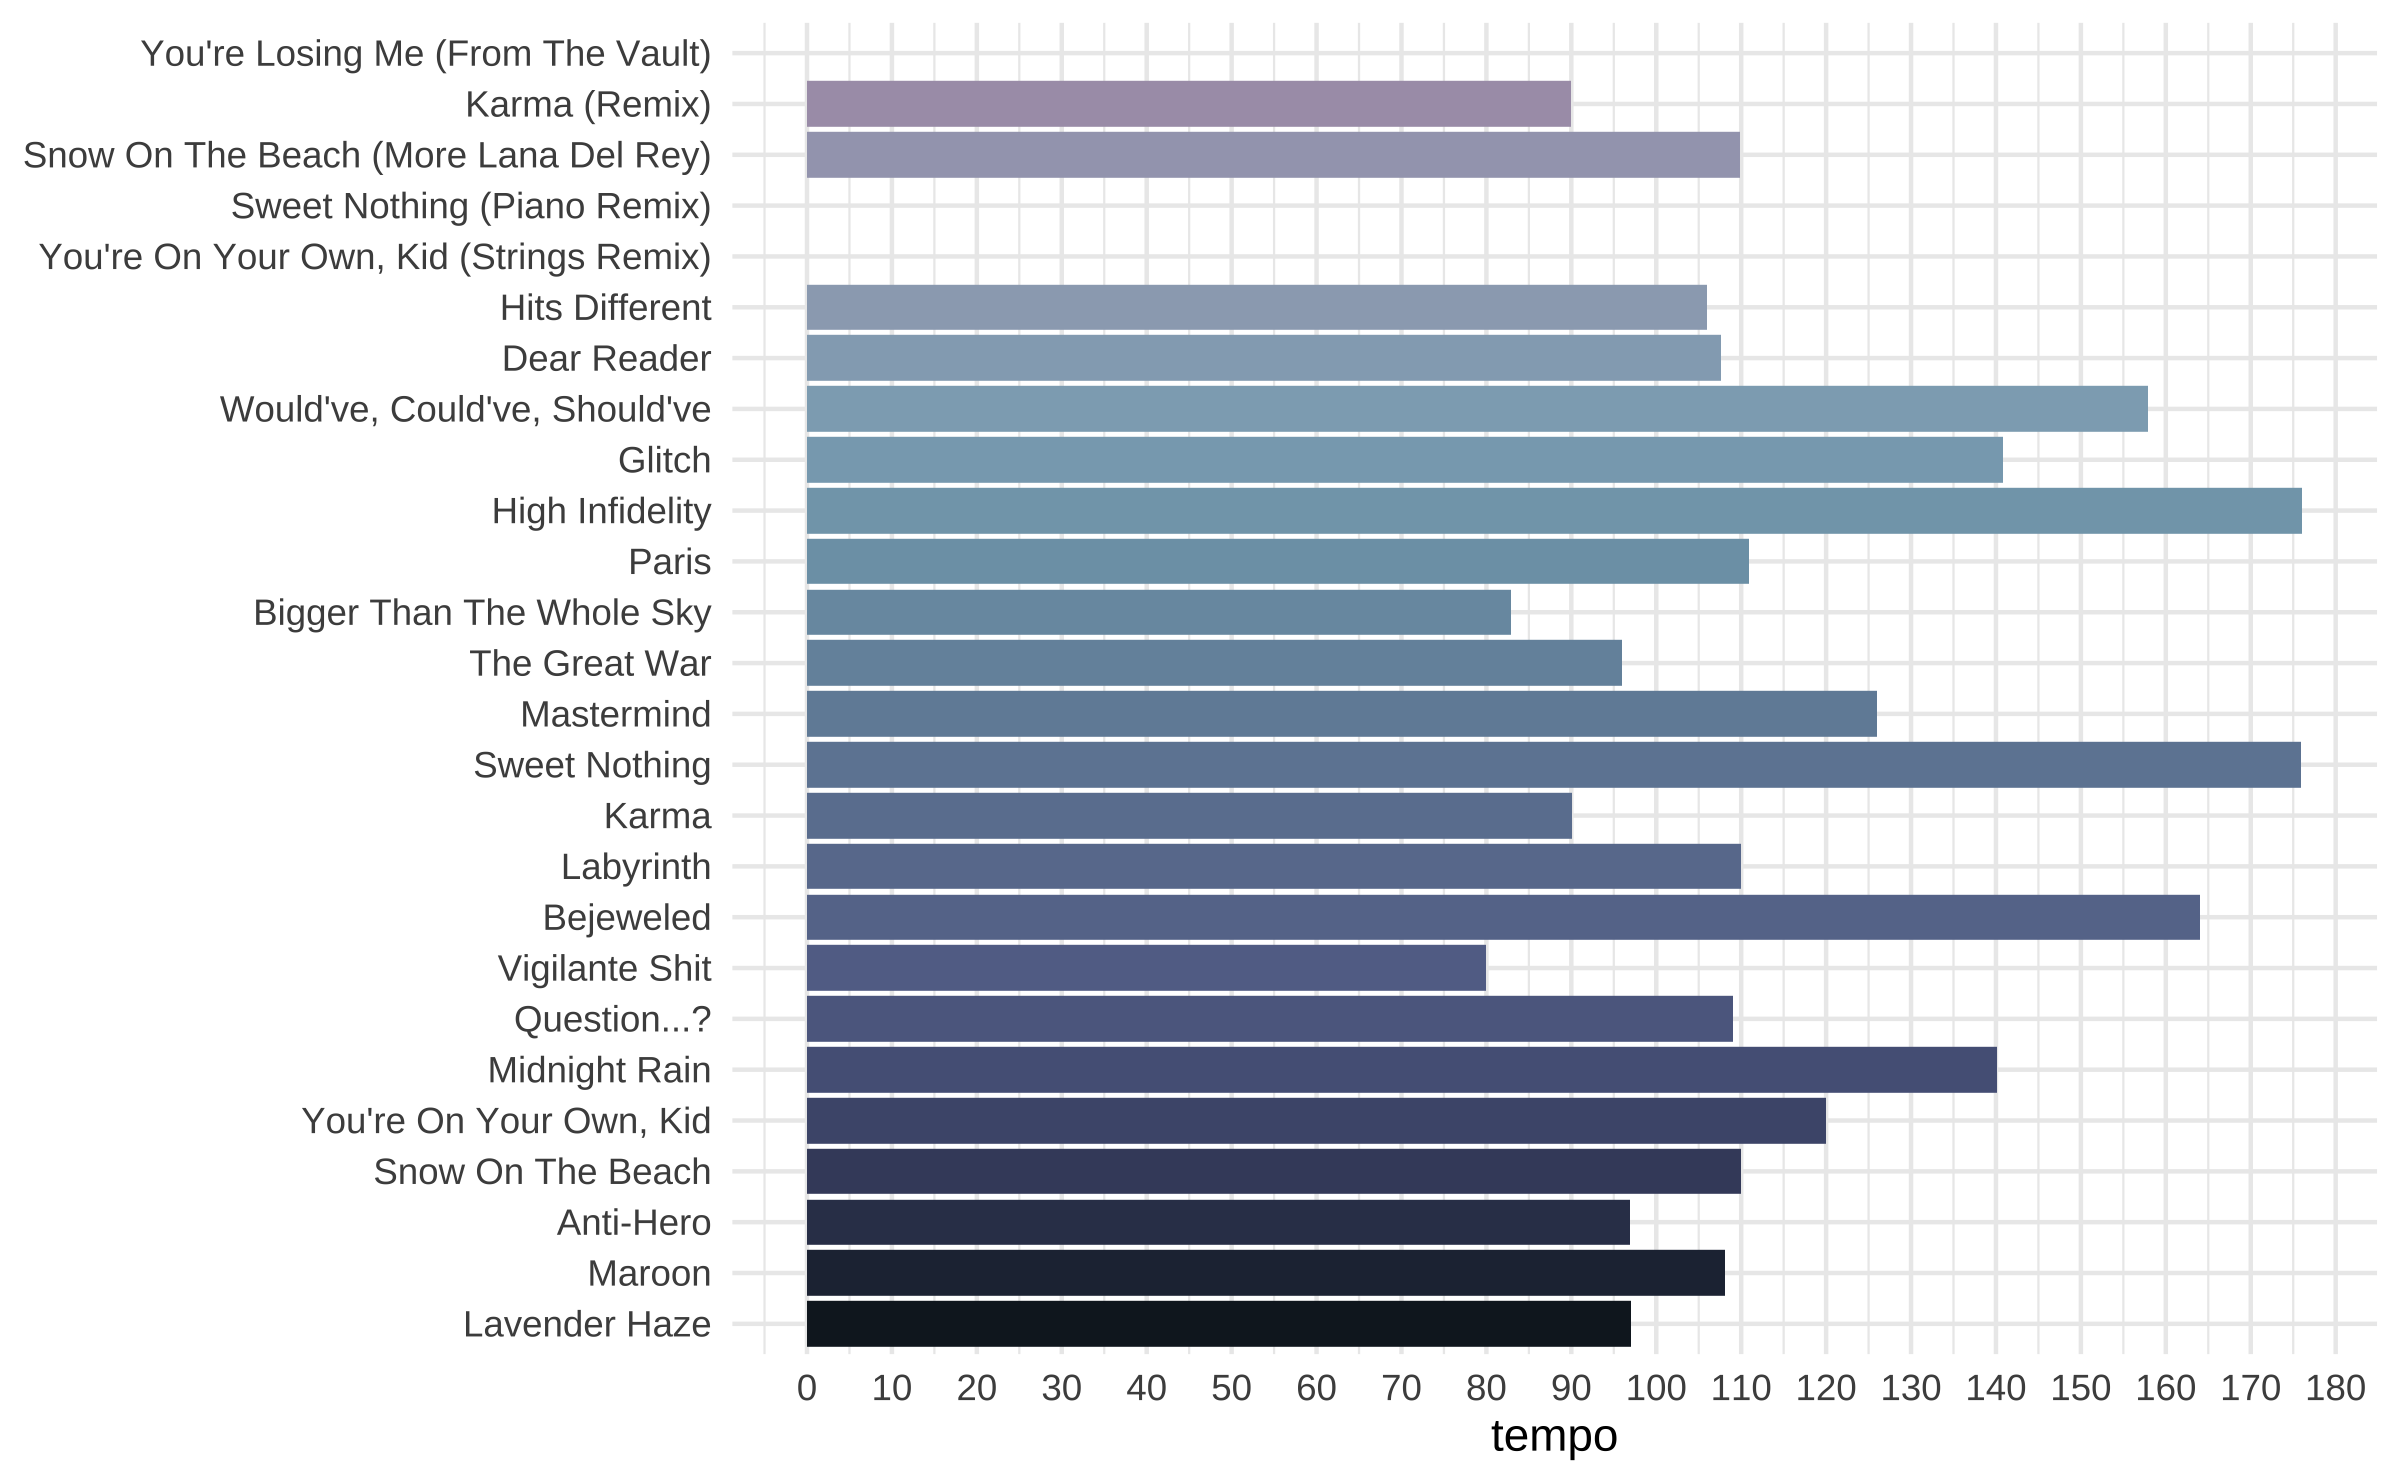 You're Losing Me (From The Vault)
Karma (Remix)
Snow On The Beach (More Lana Del Rey)
Sweet Nothing (Piano Remix)
You're On Your Own, Kid (Strings Remix)
Hits Different
Dear Reader
Would've, Could've, Should've
Glitch
High Infidelity
Paris
Bigger Than The Whole Sky
The Great War
Mastermind
Sweet Nothing
Karma
Labyrinth
Bejeweled
Vigilante Shit
Question...?
Midnight Rain
You're On Your Own, Kid
Snow On The Beach
Anti-Hero
Maroon
Lavender Haze
0 10 20 30 40 50 60 70 80 90 100 110 120 130 140 150 160 170 180
tempo